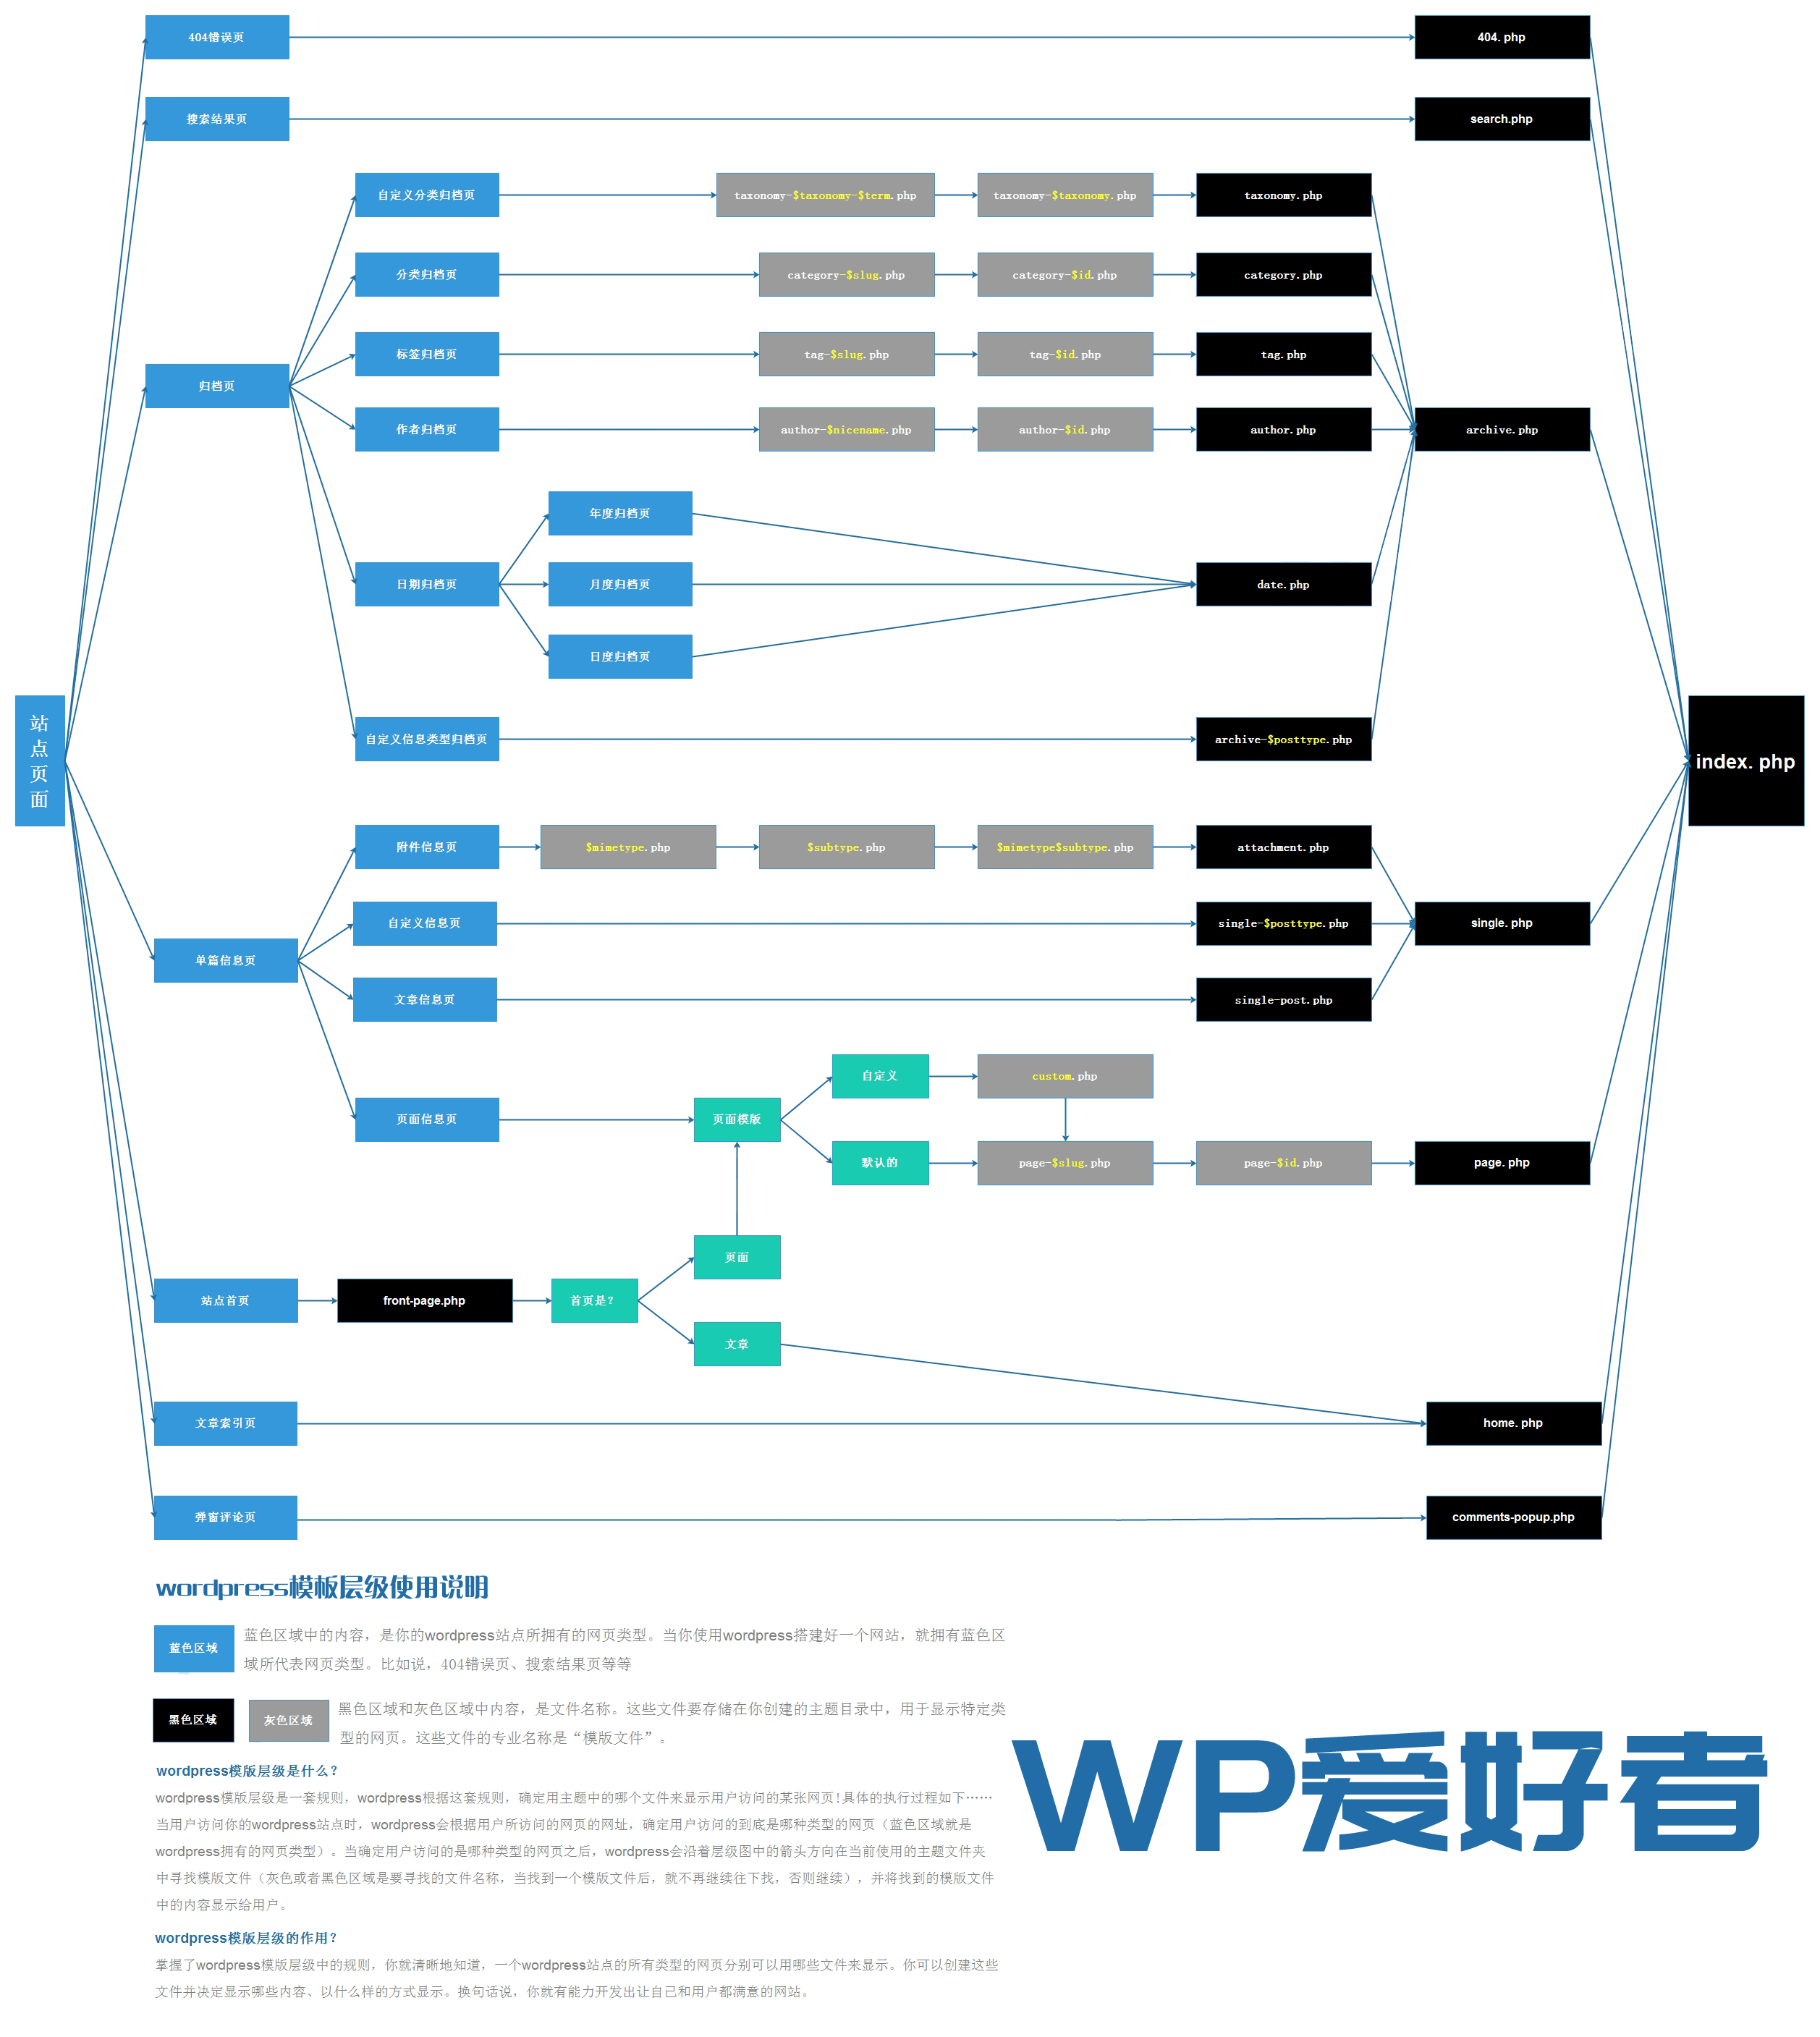 404错误页
404. php
搜索结果页
search.php
自定义分类归档页
taxonomy-$taxonomy-$term.php
taxonomy-$taxonomy.php
taxonomy.php
分类归档页
category-$slug.php
category-$id.php
category.php
标签归档页
tag-$slug.php
tag-$id.php
tag.php
归档页
作者归档页
author-$nicename.php
author-$id.php
author.php
archive.php
年度归档页
日期归档页
月度归档页
date.php
日度归档页
自定义信息类型归档页
archive-$posttype.php
站点页面
index. php
附件信息页
$mimetype.php
$subtype.php
$mimetype$subtype.php
attachment.php
自定义信息页
single-$posttype.php
single. php
单篇信息页
文章信息页
single-post.php
自定义
custom.php
页面信息页
页面模版
默认的
page-$slug.php
page-$id.php
page. php
页面
站点首页
front-page.php
首页是?
文章
文章索引页
home. php
弹窗评论页
comments-popup.php
wordpress模板层级使用说明
蓝色区域
蓝色区域中的内容，是你的wordpress站点所拥有的网页类型。当你使用wordpress搭建好一个网站，就拥有蓝色区
域所代表网页类型。比如说，404错误页、搜索结果页等等
黑色区域
灰色区域
黑色区域和灰色区域中内容，是文件名称。这些文件要存储在你创建的主题目录中，用于显示特定类
型的网页。这些文件的专业名称是“模版文件”。
wordpress模版层级是什么?
wordpress模版层级是一套规则，wordpress根据这套规则，确定用主题中的哪个文件来显示用户访问的某张网页!具体的执行过程如下……
当用户访问你的wordpress站点时，wordpress会根据用户所访问的网页的网址，确定用户访问的到底是哪种类型的网页（蓝色区域就是
wordpress拥有的网页类型）。当确定用户访问的是哪种类型的网页之后，wordpress会沿着层级图中的箭头方向在当前使用的主题文件夹
中寻找模版文件（灰色或者黑色区域是要寻找的文件名称，当找到一个模版文件后，就不再继续往下找，否则继续），并将找到的模版文件
中的内容显示给用户。
wordpress模版层级的作用?
掌握了wordpress模版层级中的规则，你就清晰地知道，一个wordpress站点的所有类型的网页分别可以用哪些文件来显示。你可以创建这些
文件并决定显示哪些内容、以什么样的方式显示。换句话说，你就有能力开发出让自己和用户都满意的网站。
WP爱好者